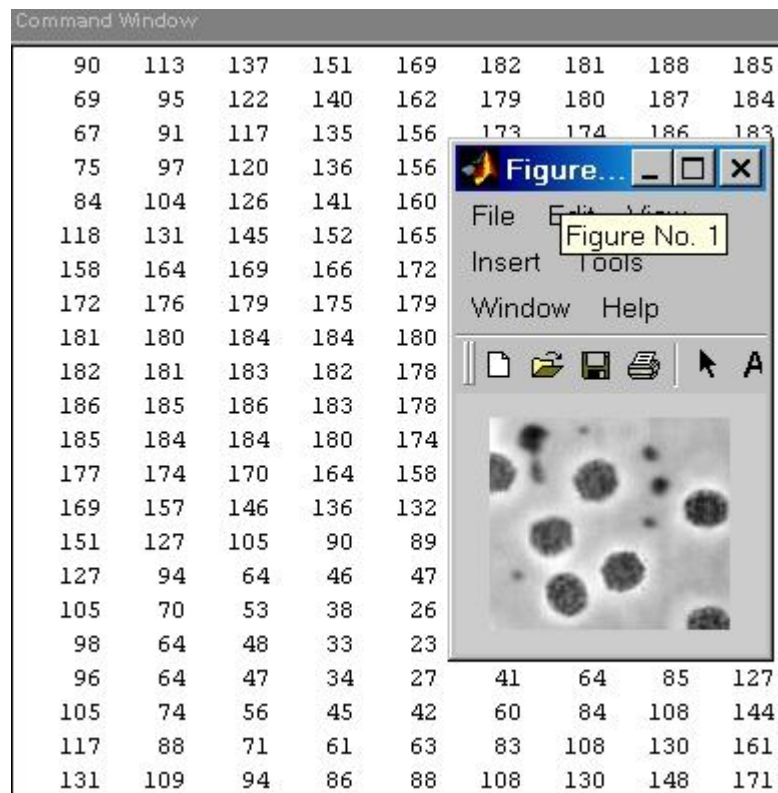 Command Window
90 113 137 151 169 182 181 188 185
69 95 122 140 162 179 180 187 184
67 91 117 135 156 173 174 186 183
75 97 120 136 156
84 104 126 141 160
118 131 145 152 165
158 164 169 166 172
172 176 179 175 179
181 180 184 184 180
182 181 183 182 178
186 185 186 183 178
185 184 184 180 174
177 174 170 164 158
169 157 146 136 132
151 127 105 90 89
127 94 64 46 47
105 70 53 38 26
98 64 48 33 23
96 64 47 34 27 41 64 85 127
105 74 56 45 42 60 84 108 144
117 88 71 61 63 83 108 130 161
131 109 94 86 88 108 130 148 171
Figure...
File Edit View
Figure No. 1
Insert Tools
Window Help
A